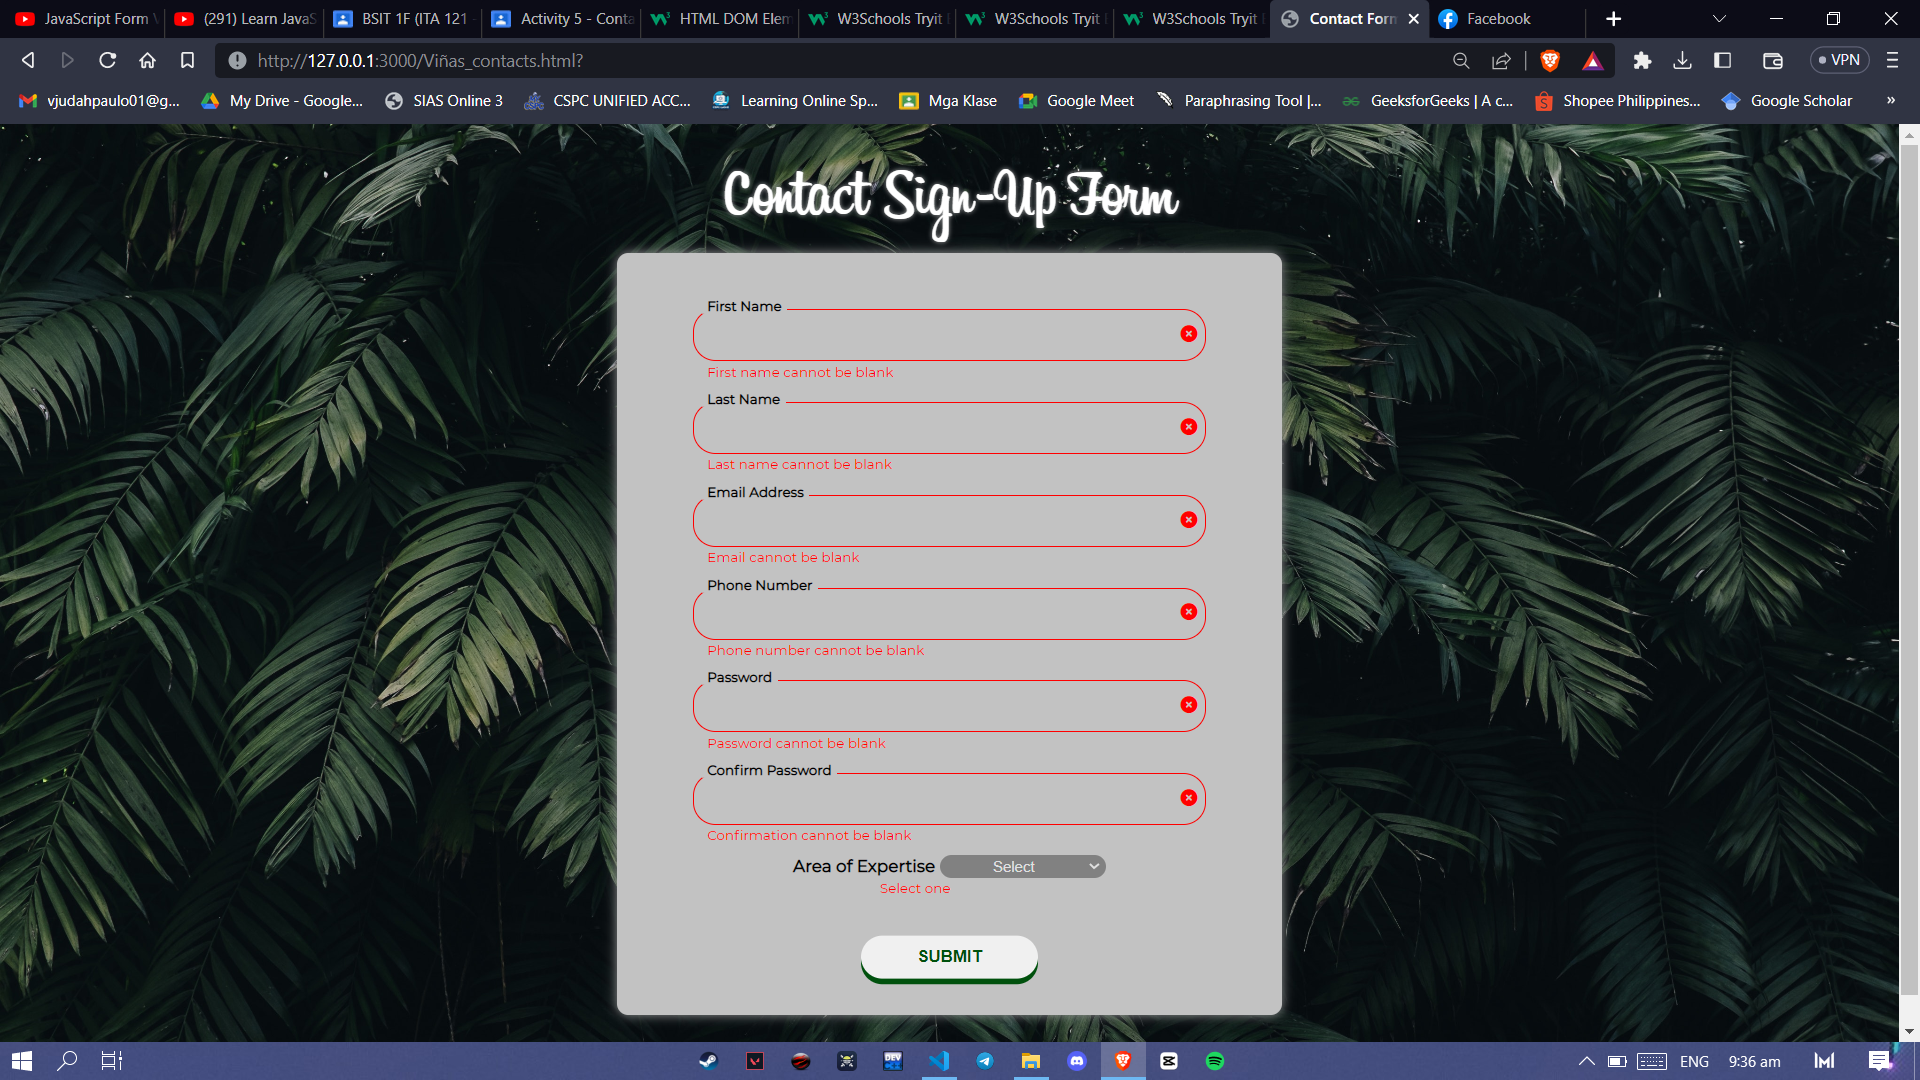 JavaScript Form V
(291) Learn JavaS
BSIT 1F (ITA 121 -
Activity 5 - Conta
HTML DOM Elem
W3Schools Tryit
W3Schools Tryit
W3Schools Tryit
Contact Form
Facebook
http://127.0.0.1:3000/Viñas_contacts.html?
VPN
vjudahpaulo01@g...
My Drive - Google...
SIAS Online 3
CSPC UNIFIED ACC...
Learning Online Sp...
Mga Klase
Google Meet
Paraphrasing Tool |...
GeeksforGeeks | A c...
Shopee Philippines...
Google Scholar
»
Contact Sign-Up Form
First Name
First name cannot be blank
Last Name
Last name cannot be blank
Email Address
Email cannot be blank
Phone Number
Phone number cannot be blank
Password
Password cannot be blank
Confirm Password
Confirmation cannot be blank
Area of Expertise Select
Select one
SUBMIT
DEV
ENG
9:36 am